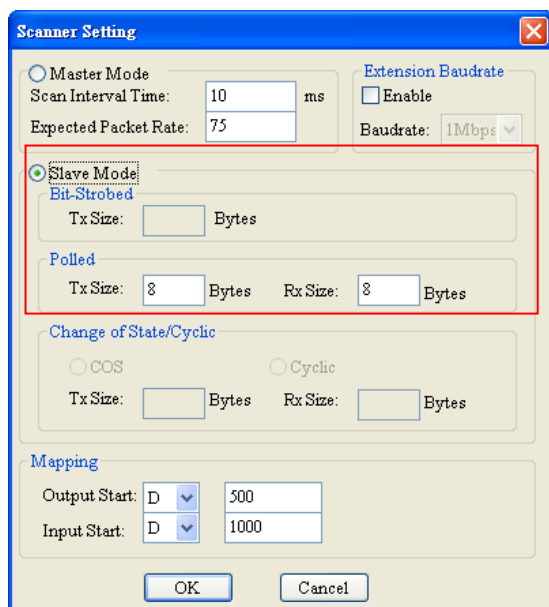 Scanner Setting
Master Mode
Scan Interval Time: 10 ms
Expected Packet Rate: 75
Extension Baudrate
Enable
Baudrate: 1Mbps
Slave Mode
Bit-Strobed
Tx Size: Bytes
Polled
Tx Size: 8 Bytes Rx Size: 8 Bytes
Change of State/Cyclic
COS Cyclic
Tx Size: Bytes Rx Size: Bytes
Mapping
Output Start: D 500
Input Start: D 1000
OK Cancel